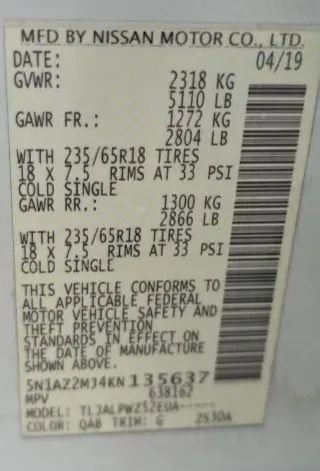 MFD BY NISSAN MOTOR CO., LTD.
DATE: 04/19
GVWR: 2318 KG
5110 LB
GAWR FR.: 1272 KG
2804 LB
WITH 235/65R18 TIRES
18 X 7.5 RIMS AT 33 PSI
COLD SINGLE
GAWR RR.: 1300 KG
2866 LB
WITH 235/65R18 TIRES
18 X 7.5 RIMS AT 33 PSI
COLD SINGLE
THIS VEHICLE CONFORMS TO
ALL APPLICABLE FEDERAL
MOTOR VEHICLE SAFETY AND
THEFT PREVENTION
STANDARDS IN EFFECT ON
THE DATE OF MANUFACTURE
SHOWN ABOVE.
5N1AZ2MJ4KN135637
MPV 638162
MODEL: TLJALPWZ52EUA-----
COLOR: QAB TRIM: G 2530A